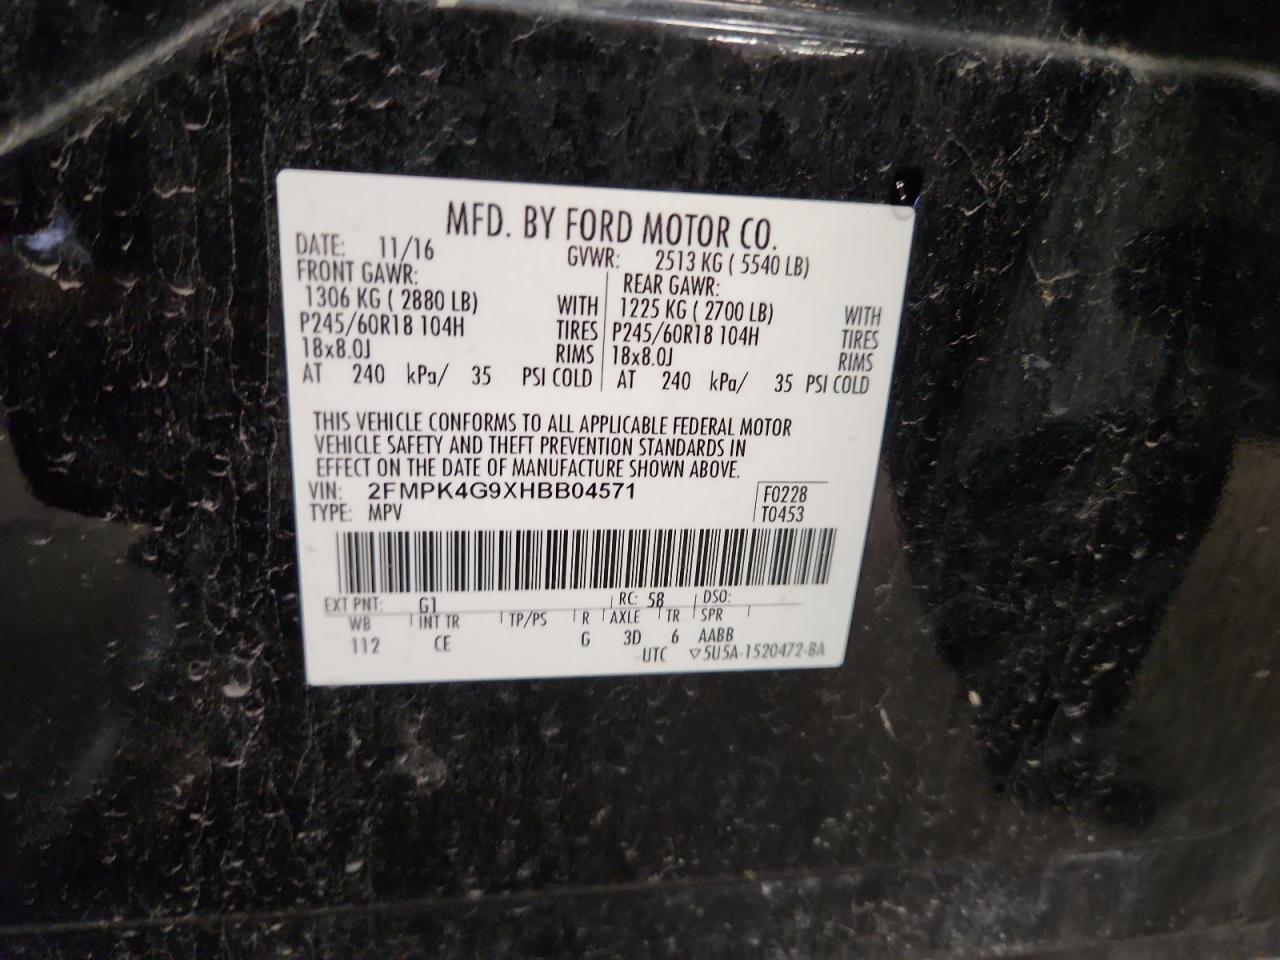 MFD. BY FORD MOTOR CO.
DATE: 11/16 GVWR: 2513 KG ( 5540 LB)
FRONT GAWR: REAR GAWR:
1306 KG ( 2880 LB) WITH 1225 KG ( 2700 LB) WITH
P245/60R18 104H TIRES P245/60R18 104H TIRES
18x8.0J RIMS 18x8.0J RIMS
AT 240 kPa/ 35 PSI COLD AT 240 kPa/ 35 PSI COLD
THIS VEHICLE CONFORMS TO ALL APPLICABLE FEDERAL MOTOR
VEHICLE SAFETY AND THEFT PREVENTION STANDARDS IN
EFFECT ON THE DATE OF MANUFACTURE SHOWN ABOVE.
VIN: 2FMPK4G9XHBB04571 F0228
TYPE: MPV T0453
EXT PNT: G1 RC: 58 DSO:
WB INT TR TP/PS R AXLE TR SPR
112 CE G 3D 6 AABB
UTC ▽5U5A-1520472-BA